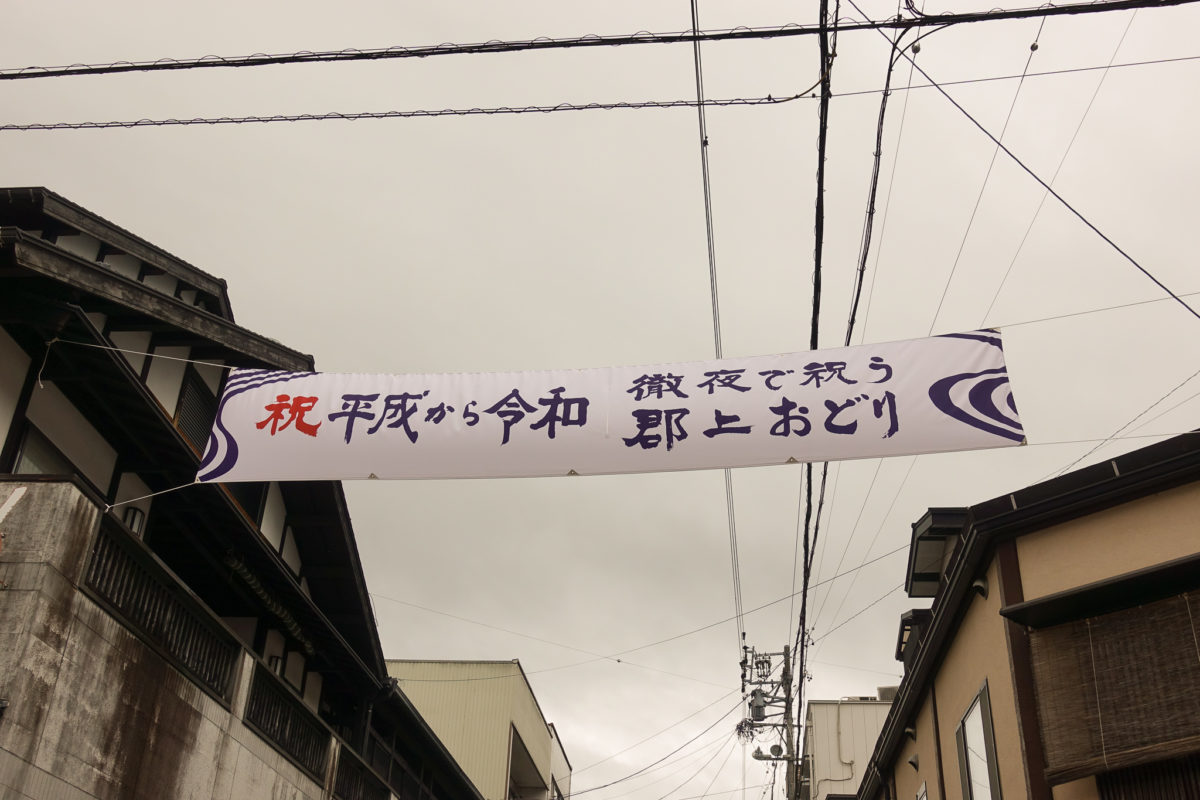 祝 平成から令和
徹夜で祝う
郡上おどり